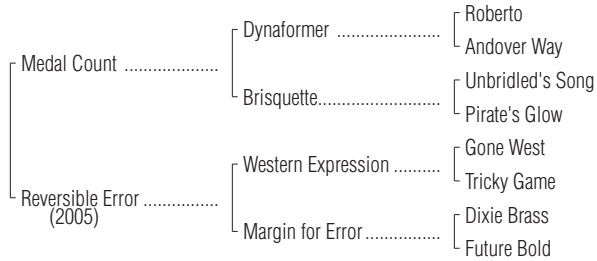 Roberto
Dynaformer .......................
Andover Way
Medal Count ....................
Unbridled's Song
Brisquette..........................
Pirate's Glow
Gone West
Western Expression ..........
Tricky Game
Reversible Error ................
(2005)
Dixie Brass
Margin for Error................
Future Bold